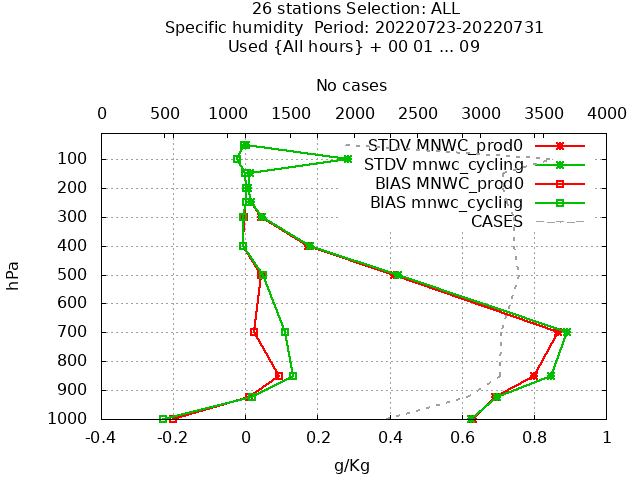 26 stations Selection: ALL
Specific humidity  Period: 20220723-20220731
Used {All hours} + 00 01 ... 09
No cases
0 500 1000 1500 2000 2500 3000 3500 4000
STDV MNWC_prod0
STDV mnwc_cycling
BIAS MNWC_prod0
BIAS mnwc_cycling
CASES
hPa
100
200
300
400
500
600
700
800
900
1000
-0.4 -0.2 0 0.2 0.4 0.6 0.8 1
g/Kg